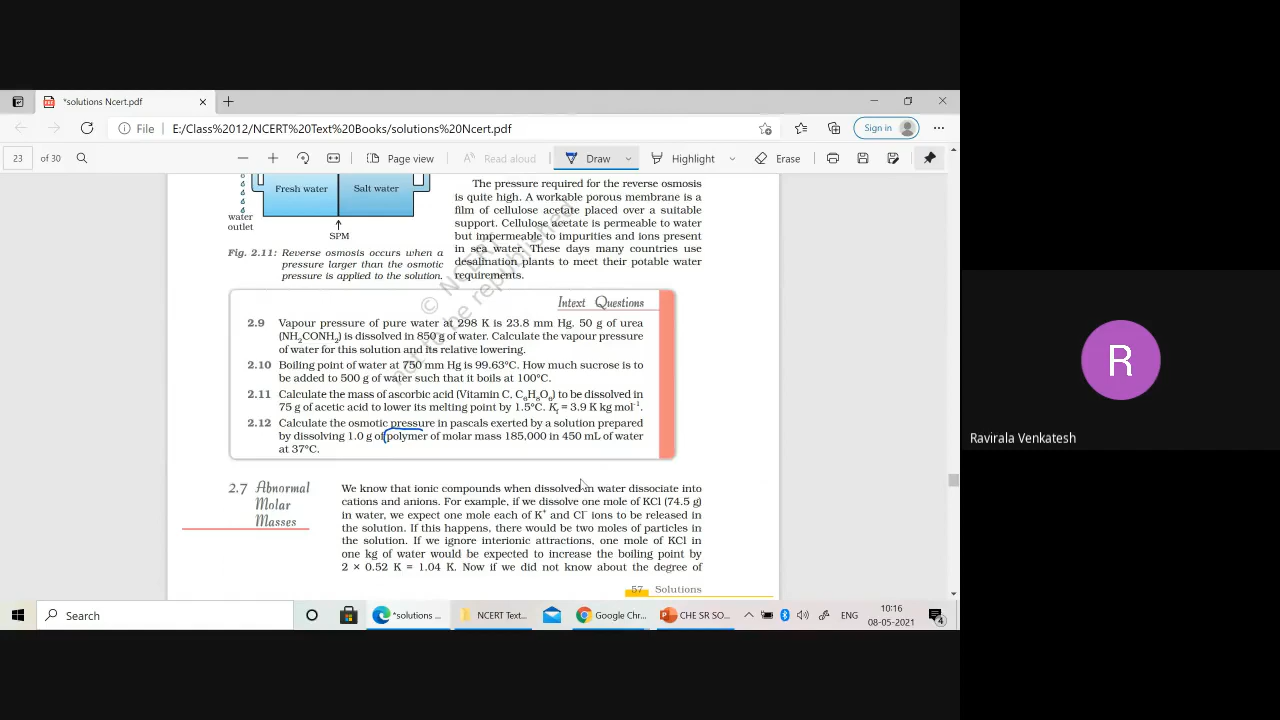 *solutions Ncert.pdf
File E:/Class%2012/NCERT%20Text%20Books/solutions%20Ncert.pdf
Sign in
23 of 30
Page view
Read aloud
Draw
Highlight
Erase
Fresh water
Salt water
water
outlet
SPM
Fig. 2.11: Reverse osmosis occurs when a
pressure larger than the osmotic
pressure is applied to the solution.
The pressure required for the reverse osmosis
is quite high. A workable porous membrane is a
film of cellulose acetate placed over a suitable
support. Cellulose acetate is permeable to water
but impermeable to impurities and ions present
in sea water. These days many countries use
desalination plants to meet their potable water
requirements.
© NCERT
not to be republished
Intext Questions
2.9 Vapour pressure of pure water at 298 K is 23.8 mm Hg. 50 g of urea
(NH₂CONH₂) is dissolved in 850 g of water. Calculate the vapour pressure
of water for this solution and its relative lowering.
2.10 Boiling point of water at 750 mm Hg is 99.63°C. How much sucrose is to
be added to 500 g of water such that it boils at 100°C.
2.11 Calculate the mass of ascorbic acid (Vitamin C, C₆H₈O₆) to be dissolved in
75 g of acetic acid to lower its melting point by 1.5°C. Kf = 3.9 K kg mol⁻¹.
2.12 Calculate the osmotic pressure in pascals exerted by a solution prepared
by dissolving 1.0 g of polymer of molar mass 185,000 in 450 mL of water
at 37°C.
2.7 Abnormal
Molar
Masses
We know that ionic compounds when dissolved in water dissociate into
cations and anions. For example, if we dissolve one mole of KCl (74.5 g)
in water, we expect one mole each of K⁺ and Cl⁻ ions to be released in
the solution. If this happens, there would be two moles of particles in
the solution. If we ignore interionic attractions, one mole of KCl in
one kg of water would be expected to increase the boiling point by
2 × 0.52 K = 1.04 K. Now if we did not know about the degree of
57 Solutions
Search
*solutions ...
NCERT Text...
Google Chr...
CHE SR SO...
ENG
10:16
08-05-2021
4
R
Ravirala Venkatesh